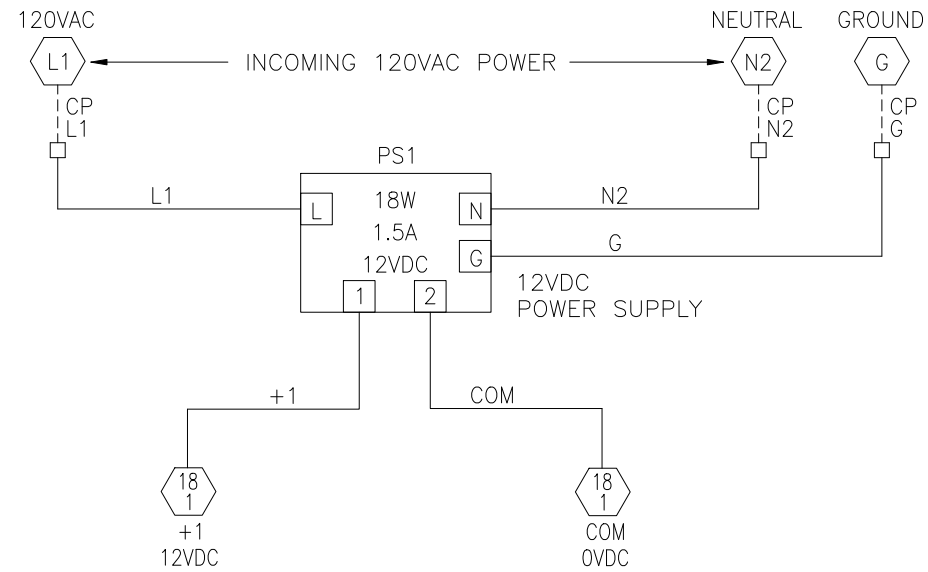 120VAC
NEUTRAL
GROUND
L1
INCOMING 120VAC POWER
N2
G
CP
L1
CP
N2
CP
G
PS1
L1
L
18W
N
N2
1.5A
G
G
12VDC
12VDC
POWER SUPPLY
1
2
+1
COM
18
1
18
1
+1
12VDC
COM
0VDC